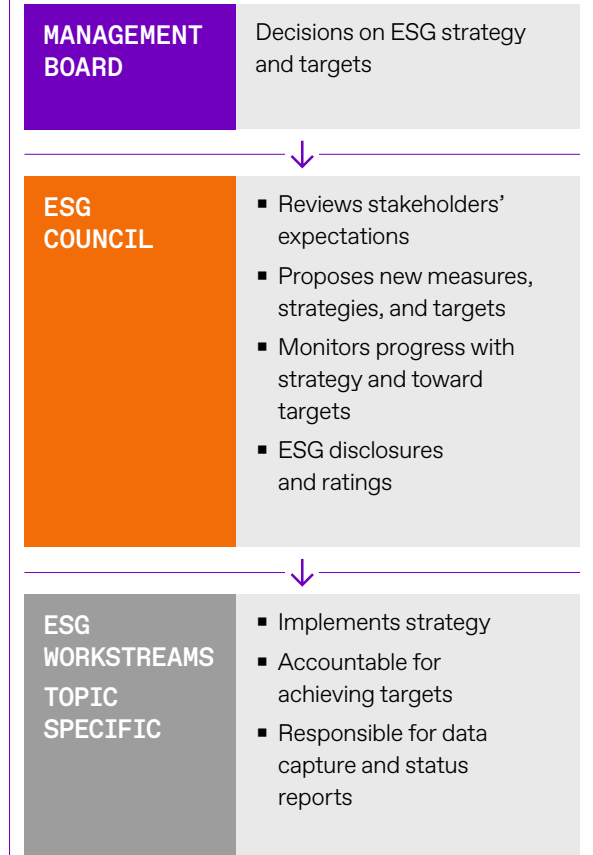 MANAGEMENT
BOARD
Decisions on ESG strategy
and targets
ESG
COUNCIL
▪ Reviews stakeholders’
expectations
▪ Proposes new measures,
strategies, and targets
▪ Monitors progress with
strategy and toward
targets
▪ ESG disclosures
and ratings
ESG
WORKSTREAMS
TOPIC
SPECIFIC
▪ Implements strategy
▪ Accountable for
achieving targets
▪ Responsible for data
capture and status
reports